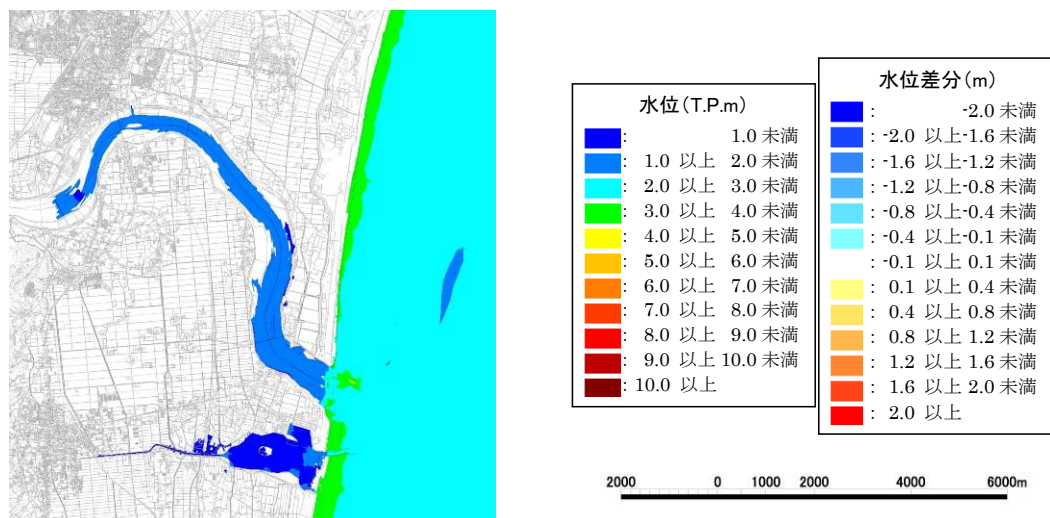 水位(T.P.m)
: 1.0 未満
: 1.0 以上 2.0 未満
: 2.0 以上 3.0 未満
: 3.0 以上 4.0 未満
: 4.0 以上 5.0 未満
: 5.0 以上 6.0 未満
: 6.0 以上 7.0 未満
: 7.0 以上 8.0 未満
: 8.0 以上 9.0 未満
: 9.0 以上 10.0 未満
: 10.0 以上
水位差分(m)
: -2.0 未満
: -2.0 以上-1.6 未満
: -1.6 以上-1.2 未満
: -1.2 以上-0.8 未満
: -0.8 以上-0.4 未満
: -0.4 以上-0.1 未満
: -0.1 以上 0.1 未満
: 0.1 以上 0.4 未満
: 0.4 以上 0.8 未満
: 0.8 以上 1.2 未満
: 1.2 以上 1.6 未満
: 1.6 以上 2.0 未満
: 2.0 以上
2000 0 1000 2000 4000 6000m